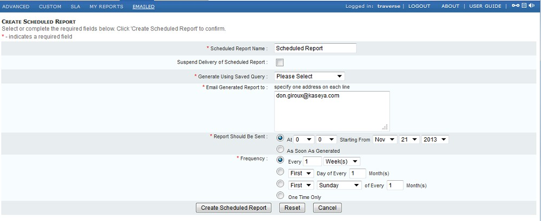 ADVANCED CUSTOM SLA MY REPORTS EMAILED Logged in: traverse | LOGOUT ABOUT | USER GUIDE |
CREATE SCHEDULED REPORT
Select or complete the required fields below. Click 'Create Scheduled Report' to confirm.
* - indicates a required field
* Scheduled Report Name : Scheduled Report
Suspend Delivery of Scheduled Report :
* Generate Using Saved Query : Please Select
* Email Generated Report to : specify one address on each line
don.giroux@kaseya.com
* Report Should Be Sent : At 0 0 Starting From Nov 21 2013
As Soon As Generated
* Frequency : Every 1 Week(s)
First Day of Every 1 Month(s)
First Sunday of Every 1 Month(s)
One Time Only
Create Scheduled Report Reset Cancel